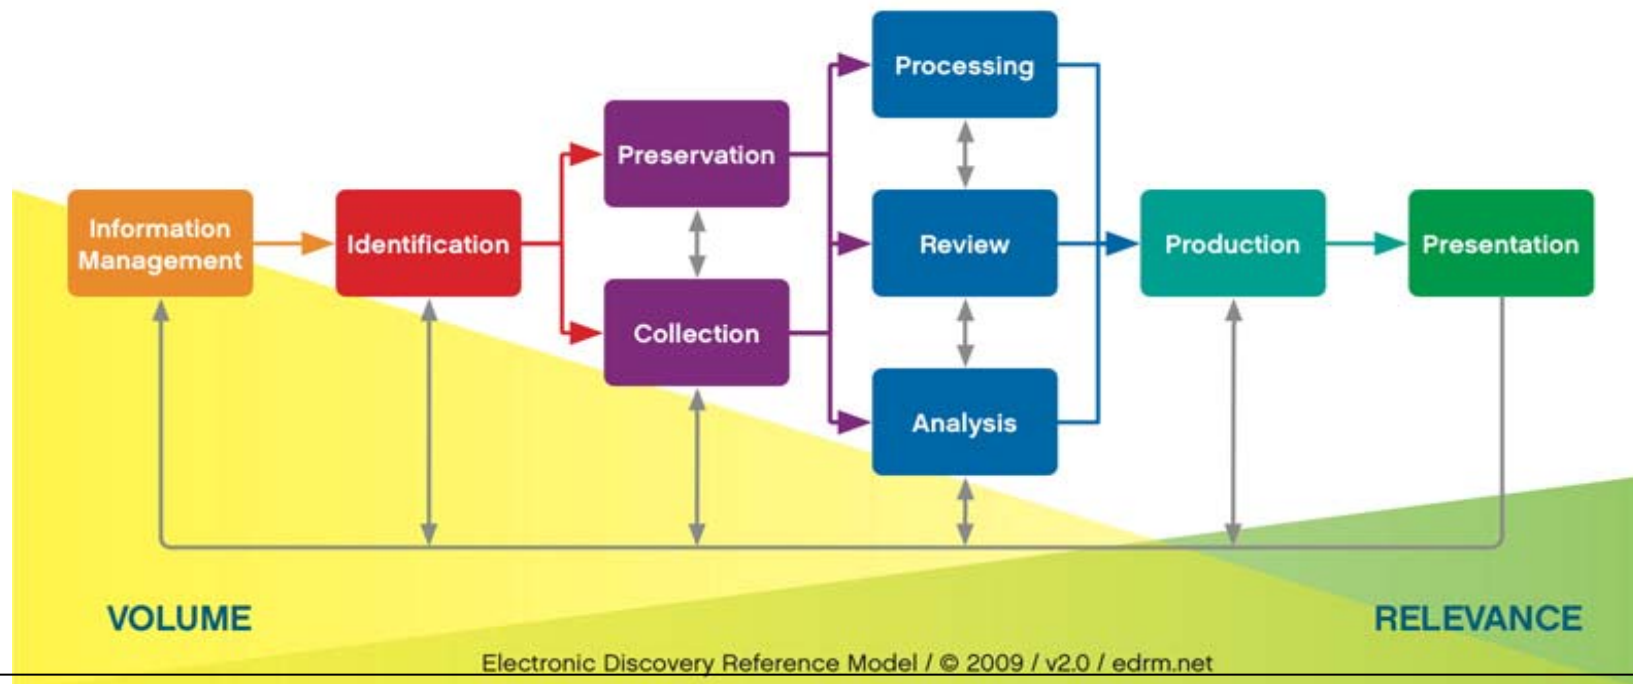 Processing
Preservation
Information
Management
Identification
Review
Production
Presentation
Collection
Analysis
VOLUME
RELEVANCE
Electronic Discovery Reference Model / © 2009 / v2.0 / edrm.net